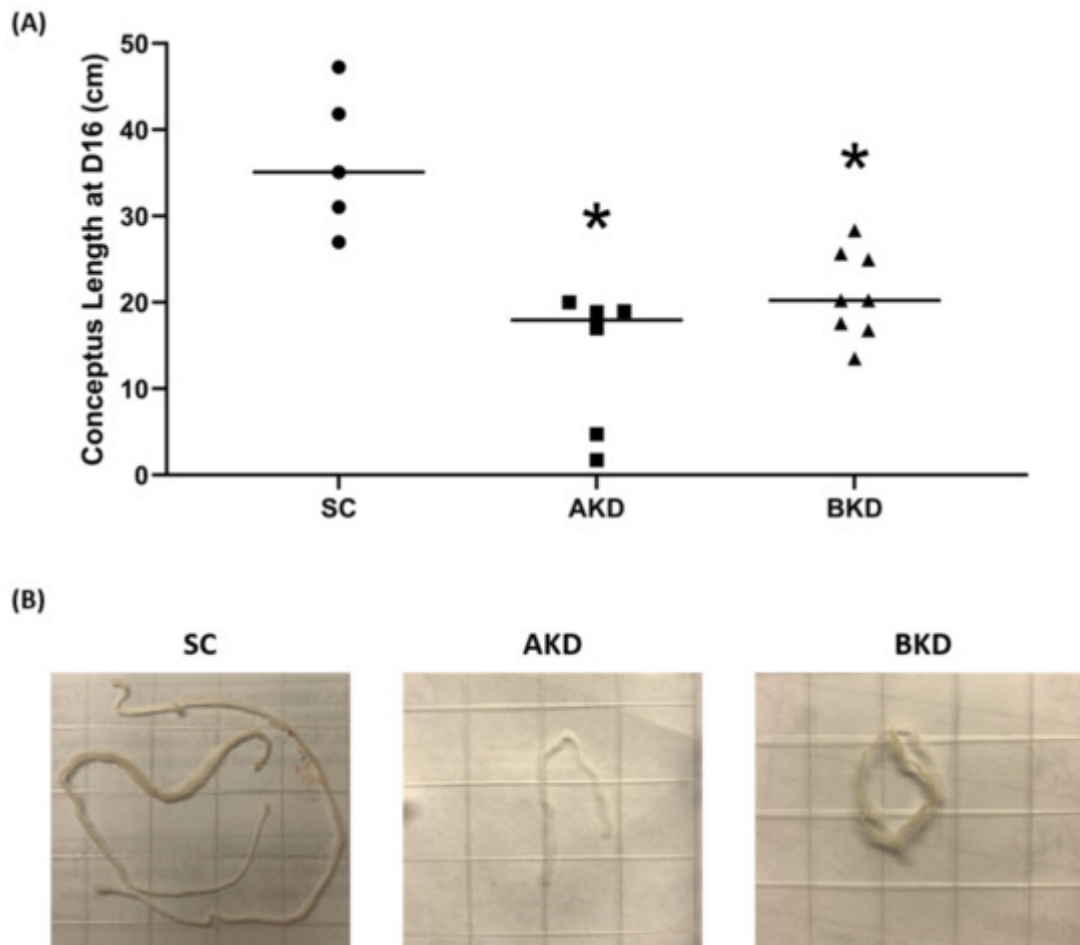 (A)
Conceptus Length at D16 (cm)
50
40
30
20
10
0
*
*
SC
AKD
BKD
(B)
SC
AKD
BKD